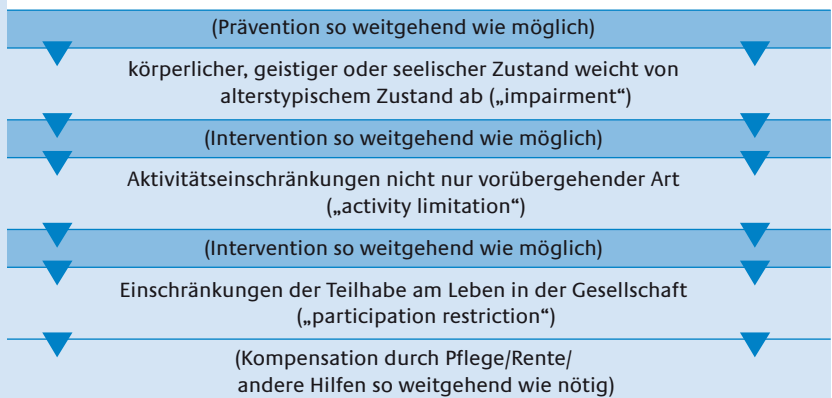 (Prävention so weitgehend wie möglich)
körperlicher, geistiger oder seelischer Zustand weicht von
alterstypischem Zustand ab („impairment“)
(Intervention so weitgehend wie möglich)
Aktivitätseinschränkungen nicht nur vorübergehender Art
(„activity limitation“)
(Intervention so weitgehend wie möglich)
Einschränkungen der Teilhabe am Leben in der Gesellschaft
(„participation restriction“)
(Kompensation durch Pflege/Rente/
andere Hilfen so weitgehend wie nötig)